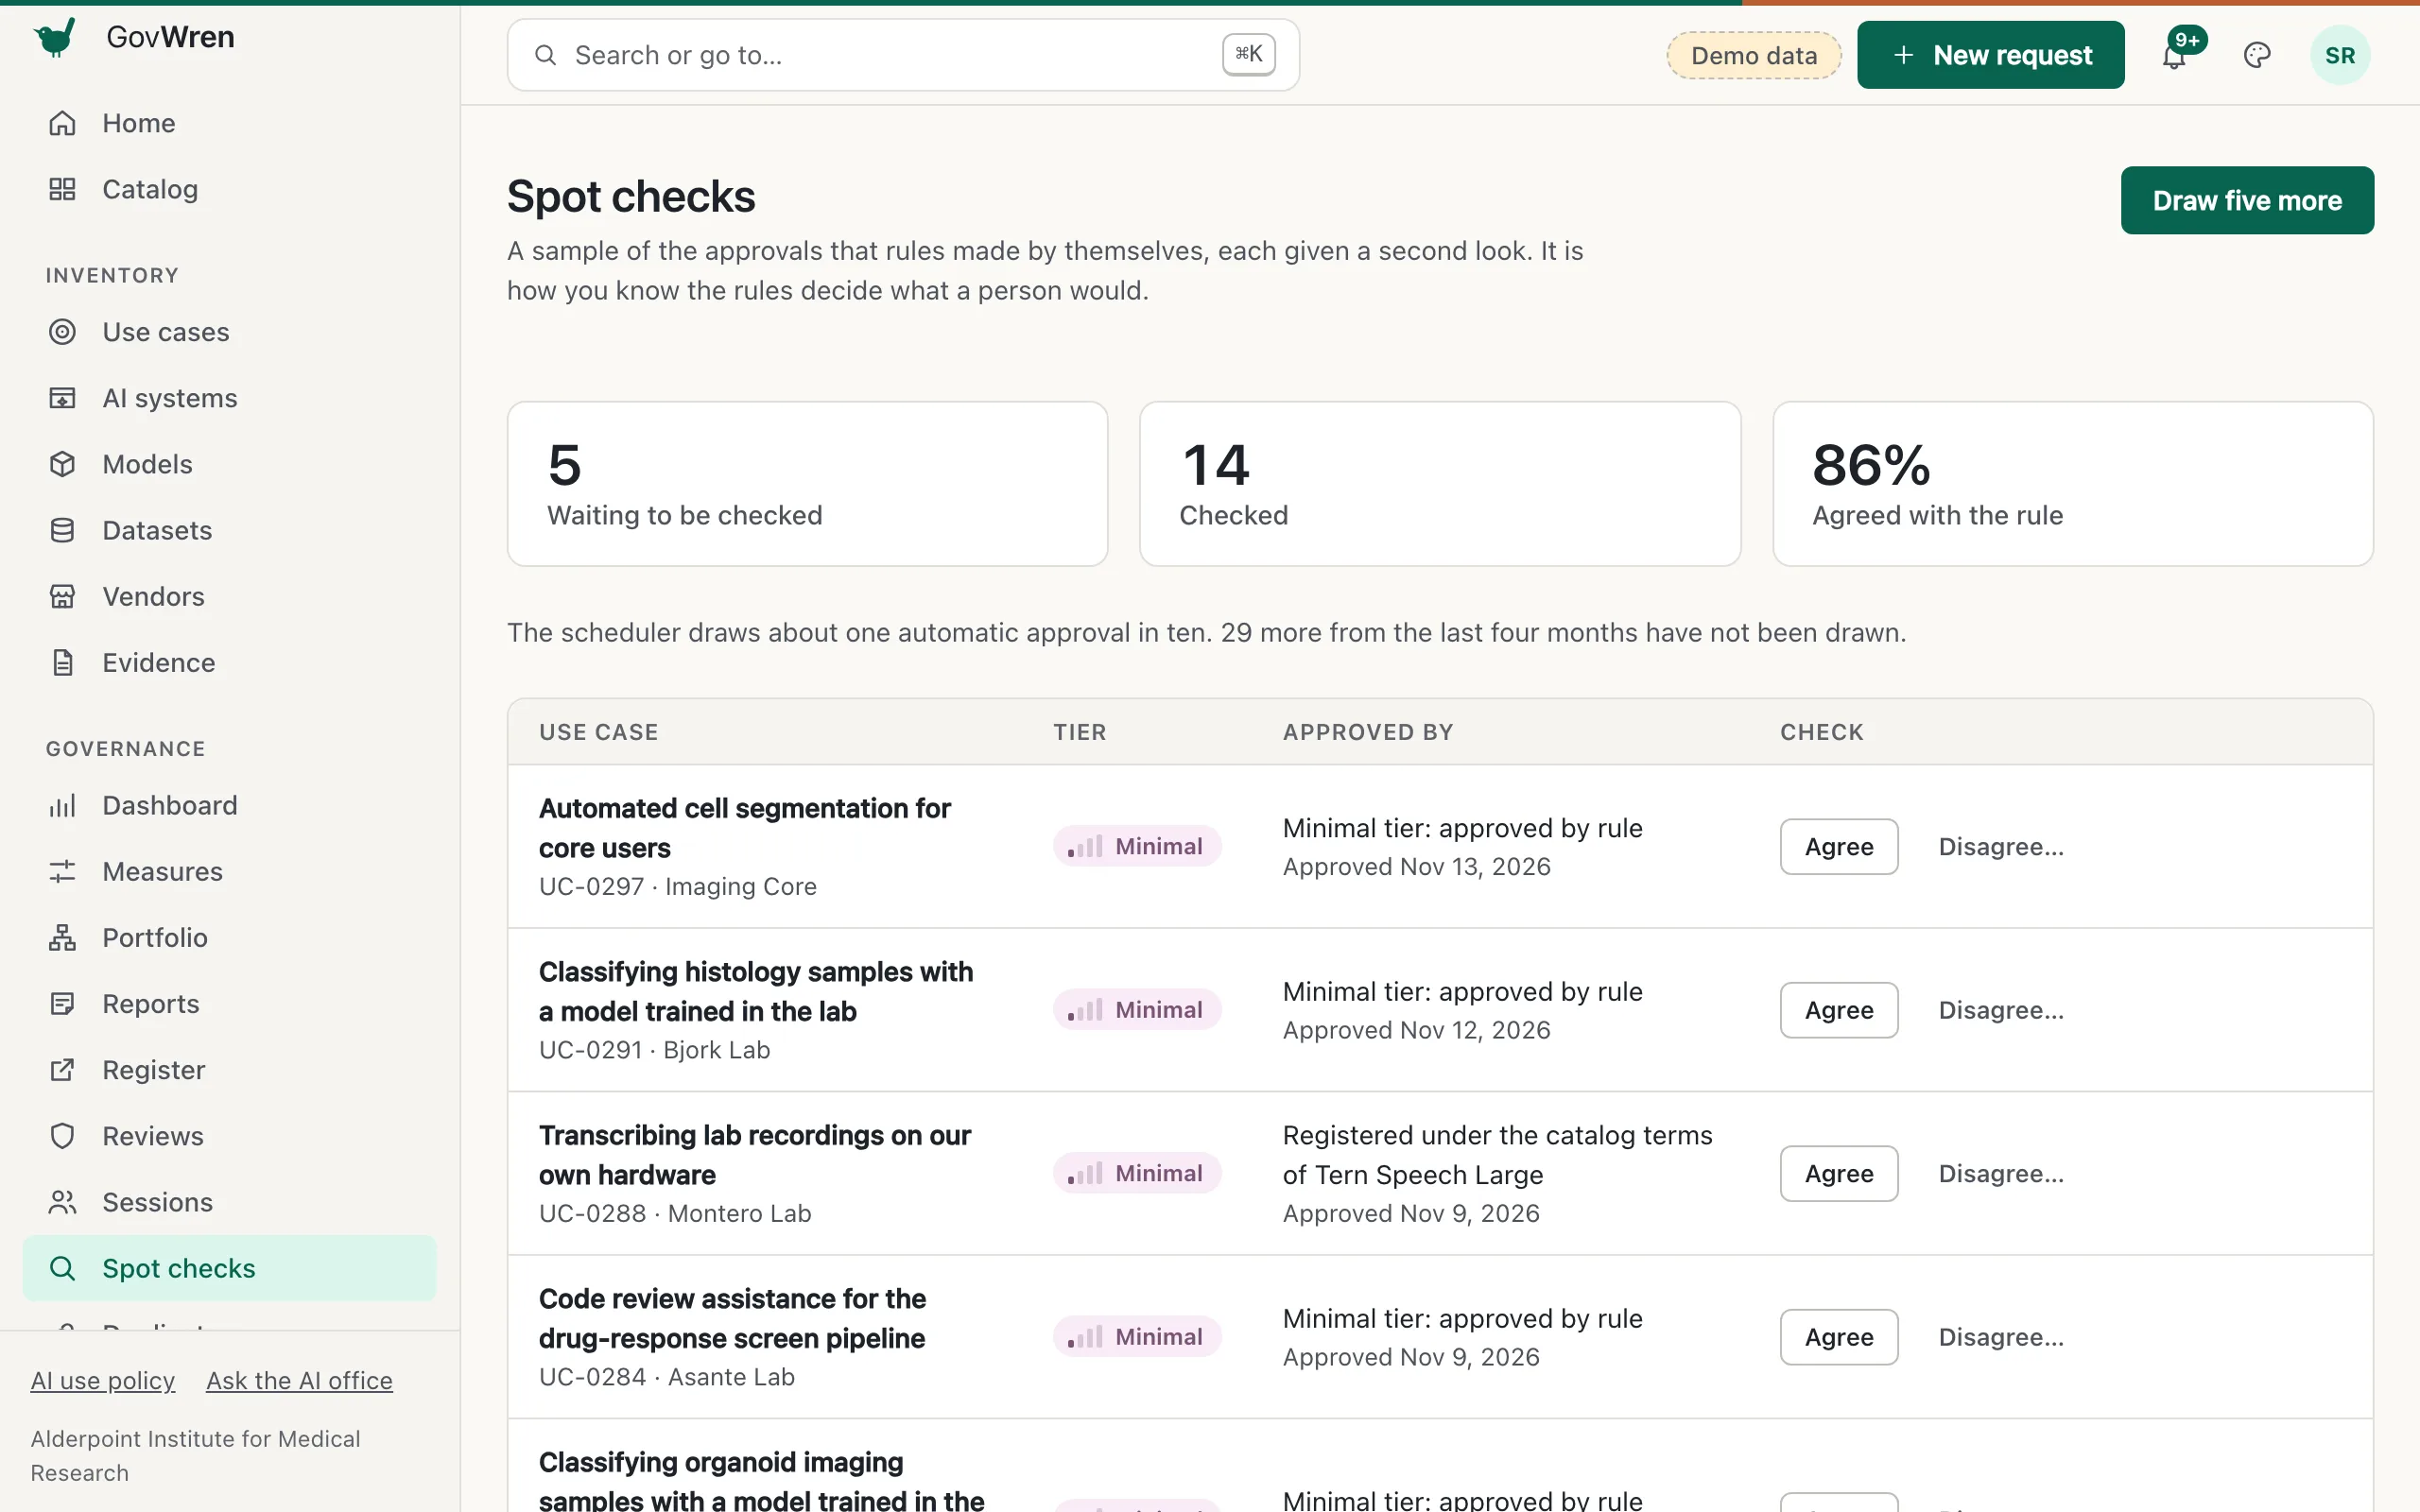 GovWren
Search or go to...
⌘K
Demo data
New request
9+
SR
Home
Catalog
INVENTORY
Use cases
AI systems
Models
Datasets
Vendors
Evidence
GOVERNANCE
Dashboard
Measures
Portfolio
Reports
Register
Reviews
Sessions
Spot checks
AI use policy
Ask the AI office
Alderpoint Institute for Medical
Research
Spot checks
Draw five more
A sample of the approvals that rules made by themselves, each given a second look. It is
how you know the rules decide what a person would.
5
Waiting to be checked
14
Checked
86%
Agreed with the rule
The scheduler draws about one automatic approval in ten. 29 more from the last four months have not been drawn.
USE CASE TIER APPROVED BY CHECK
Automated cell segmentation for
core users
UC-0297 · Imaging Core
Minimal
Minimal tier: approved by rule
Approved Nov 13, 2026
Agree
Disagree...
Classifying histology samples with
a model trained in the lab
UC-0291 · Bjork Lab
Minimal
Minimal tier: approved by rule
Approved Nov 12, 2026
Agree
Disagree...
Transcribing lab recordings on our
own hardware
UC-0288 · Montero Lab
Minimal
Registered under the catalog terms
of Tern Speech Large
Approved Nov 9, 2026
Agree
Disagree...
Code review assistance for the
drug-response screen pipeline
UC-0284 · Asante Lab
Minimal
Minimal tier: approved by rule
Approved Nov 9, 2026
Agree
Disagree...
Classifying organoid imaging
samples with a model trained in the
Minimal tier: approved by rule